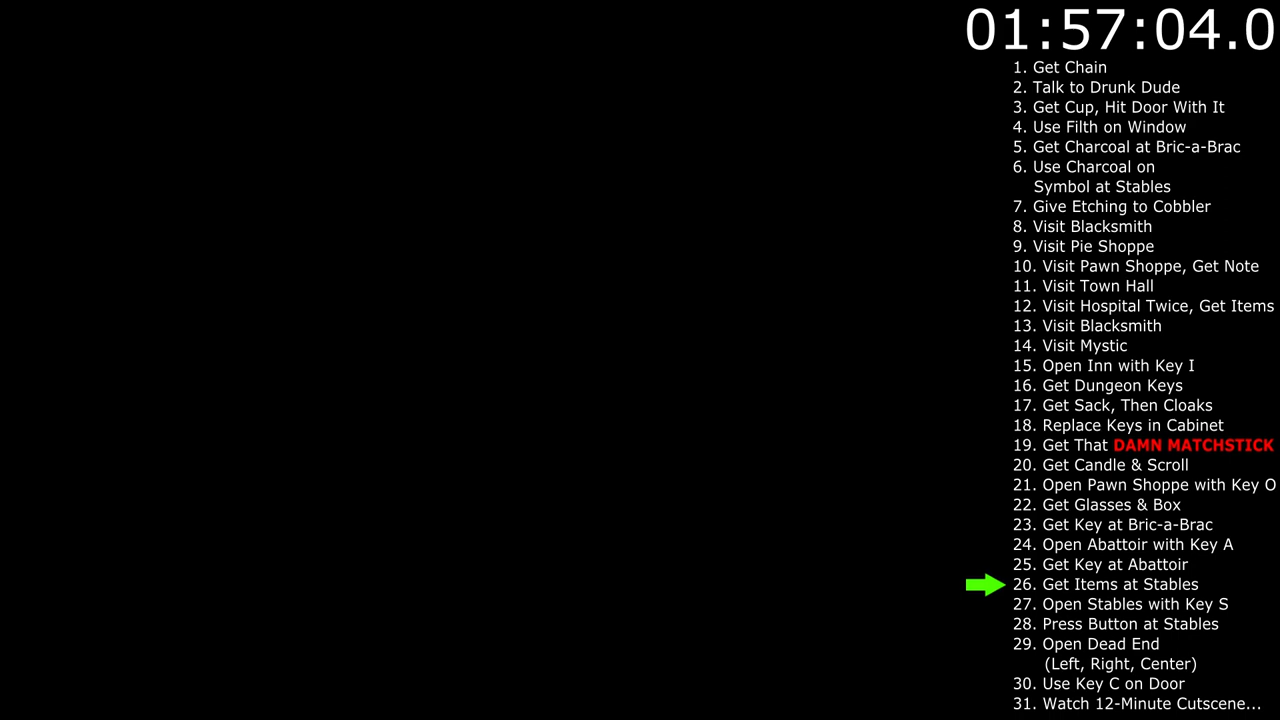 01:57:04.0
1. Get Chain
2. Talk to Drunk Dude
3. Get Cup, Hit Door With It
4. Use Filth on Window
5. Get Charcoal at Bric-a-Brac
6. Use Charcoal on
Symbol at Stables
7. Give Etching to Cobbler
8. Visit Blacksmith
9. Visit Pie Shoppe
10. Visit Pawn Shoppe, Get Note
11. Visit Town Hall
12. Visit Hospital Twice, Get Items
13. Visit Blacksmith
14. Visit Mystic
15. Open Inn with Key I
16. Get Dungeon Keys
17. Get Sack, Then Cloaks
18. Replace Keys in Cabinet
19. Get That DAMN MATCHSTICK
20. Get Candle & Scroll
21. Open Pawn Shoppe with Key O
22. Get Glasses & Box
23. Get Key at Bric-a-Brac
24. Open Abattoir with Key A
25. Get Key at Abattoir
26. Get Items at Stables
27. Open Stables with Key S
28. Press Button at Stables
29. Open Dead End
(Left, Right, Center)
30. Use Key C on Door
31. Watch 12-Minute Cutscene...